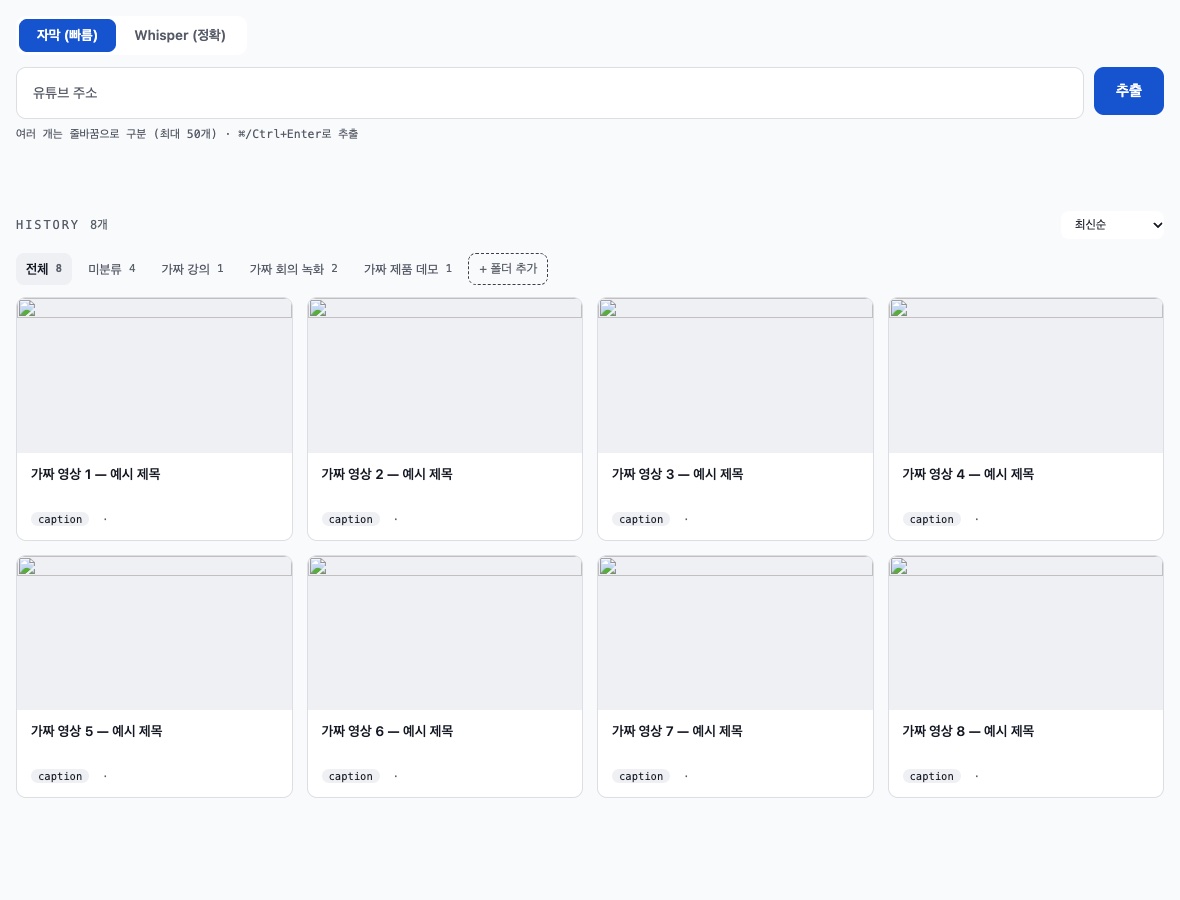 자막 (빠름) Whisper (정확)
유튜브 주소 추출
여러 개는 줄바꿈으로 구분 (최대 50개) · ⌘/Ctrl+Enter로 추출
HISTORY 8개 최신순
전체 8 미분류 4 가짜 강의 1 가짜 회의 녹화 2 가짜 제품 데모 1 + 폴더 추가
가짜 영상 1 — 예시 제목 가짜 영상 2 — 예시 제목 가짜 영상 3 — 예시 제목 가짜 영상 4 — 예시 제목
caption · caption · caption · caption ·
가짜 영상 5 — 예시 제목 가짜 영상 6 — 예시 제목 가짜 영상 7 — 예시 제목 가짜 영상 8 — 예시 제목
caption · caption · caption · caption ·